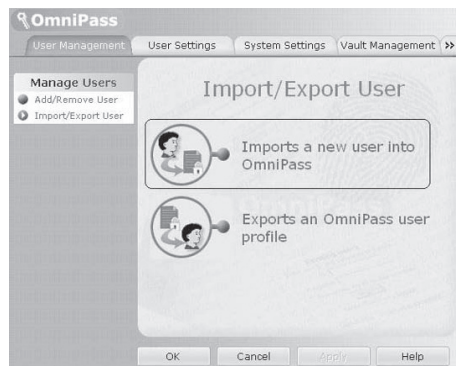 OmniPass
User Management
User Settings
System Settings
Vault Management
Manage Users
Add/Remove User
Import/Export User
Import/Export User
Imports a new user into
OmniPass
Exports an OmniPass user
profile
OK
Cancel
Apply
Help